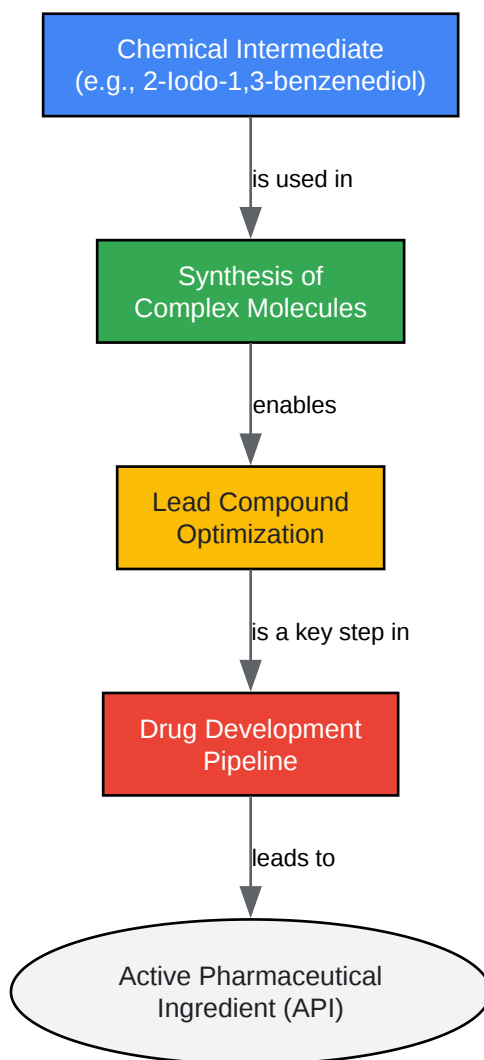 Chemical Intermediate
(e.g., 2-Iodo-1,3-benzenediol)
is used in
Synthesis of
Complex Molecules
enables
Lead Compound
Optimization
is a key step in
Drug Development
Pipeline
leads to
Active Pharmaceutical
Ingredient (API)